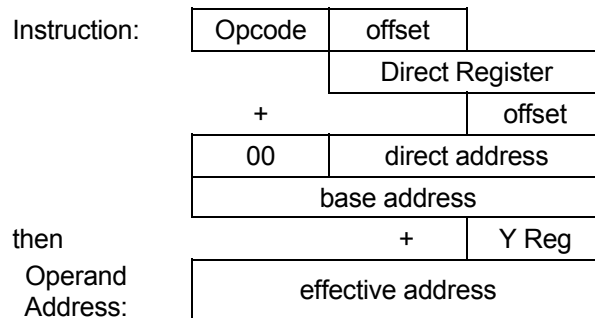 Instruction: Opcode offset
Direct Register
+ offset
00 direct address
base address
then + Y Reg
Operand
Address: effective address